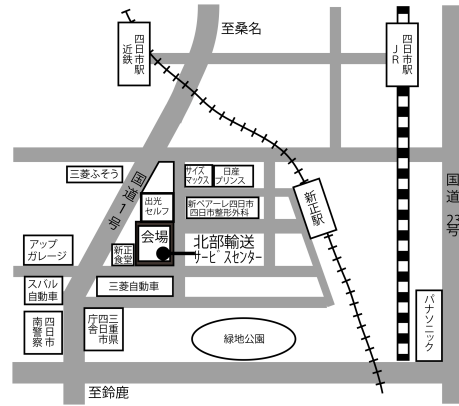 至桑名
近鉄
四日市駅
JR
四日市駅
三菱ふそう
国道1号
サイズ
マックス
日産
プリンス
国道23号
出光
セルフ
新ペアーレ四日市
四日市整形外科
新正駅
アップ
ガレージ
会場
新正
食堂
北部輸送
サービスセンター
スバル
自動車
三菱自動車
四日市
南警察
三重県
四日市
庁舎
緑地公園
パナソニック
至鈴鹿